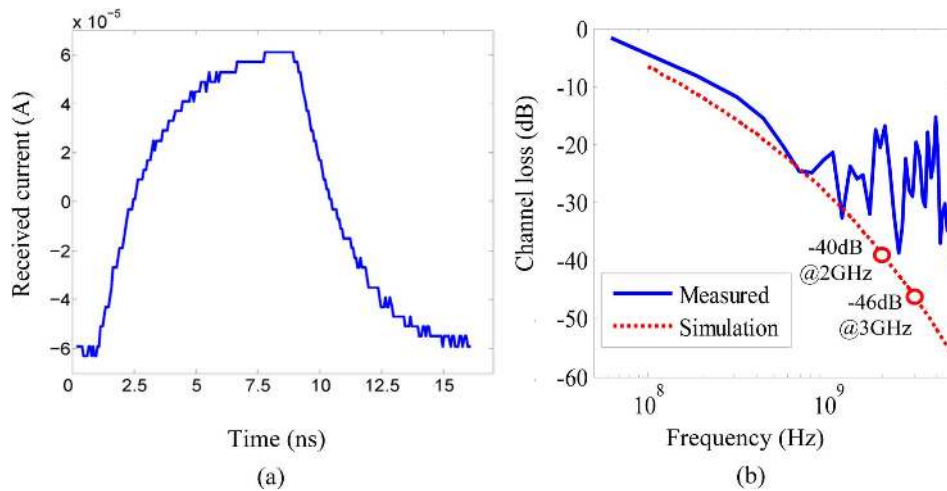 x 10⁻⁵
6
4
2
0
−2
−4
−6
0
2.5
5
7.5
10
12.5
15
Received current (A)
Time (ns)
(a)
0
-10
-20
-30
-40
-50
-60
10⁸
10⁹
Channel loss (dB)
-40dB
@2GHz
-46dB
@3GHz
Measured
Simulation
Frequency (Hz)
(b)